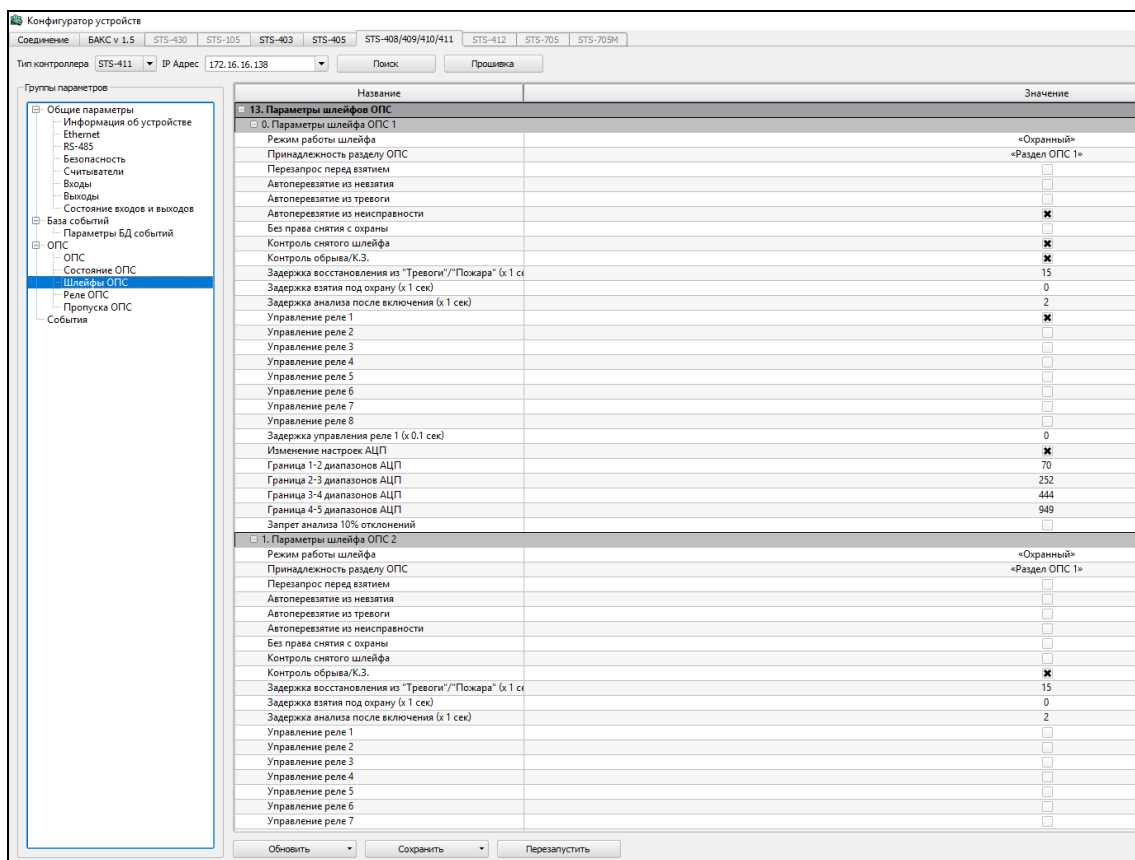 Конфигуратор устройств
Соединение БАКС v 1.5 STS-430 STS-105 STS-403 STS-405 STS-408/409/410/411 STS-412 STS-705 STS-705M
Тип контроллера STS-411 IP Адрес 172.16.16.138 Поиск Прошивка
Группы параметров
Общие параметры
Информация об устройстве
Ethernet
RS-485
Безопасность
Считыватели
Входы
Выходы
Состояние входов и выходов
База событий
Параметры БД событий
ОПС
ОПС
Состояние ОПС
Шлейфы ОПС
Реле ОПС
Пропуска ОПС
События
Название Значение
13. Параметры шлейфов ОПС
0. Параметры шлейфа ОПС 1
Режим работы шлейфа «Охранный»
Принадлежность разделу ОПС «Раздел ОПС 1»
Перезапрос перед взятием
Автоперевзятие из невзятия
Автоперевзятие из тревоги
Автоперевзятие из неисправности
Без права снятия с охраны
Контроль снятого шлейфа
Контроль обрыва/К.З.
Задержка восстановления из "Тревоги"/"Пожара" (x 1 се 15
Задержка взятия под охрану (x 1 сек) 0
Задержка анализа после включения (x 1 сек) 2
Управление реле 1
Управление реле 2
Управление реле 3
Управление реле 4
Управление реле 5
Управление реле 6
Управление реле 7
Управление реле 8
Задержка управления реле 1 (x 0.1 сек) 0
Изменение настроек АЦП
Граница 1-2 диапазонов АЦП 70
Граница 2-3 диапазонов АЦП 252
Граница 3-4 диапазонов АЦП 444
Граница 4-5 диапазонов АЦП 949
Запрет анализа 10% отклонений
1. Параметры шлейфа ОПС 2
Режим работы шлейфа «Охранный»
Принадлежность разделу ОПС «Раздел ОПС 1»
Перезапрос перед взятием
Автоперевзятие из невзятия
Автоперевзятие из тревоги
Автоперевзятие из неисправности
Без права снятия с охраны
Контроль снятого шлейфа
Контроль обрыва/К.З.
Задержка восстановления из "Тревоги"/"Пожара" (x 1 се 15
Задержка взятия под охрану (x 1 сек) 0
Задержка анализа после включения (x 1 сек) 2
Управление реле 1
Управление реле 2
Управление реле 3
Управление реле 4
Управление реле 5
Управление реле 6
Управление реле 7
Обновить Сохранить Перезапустить